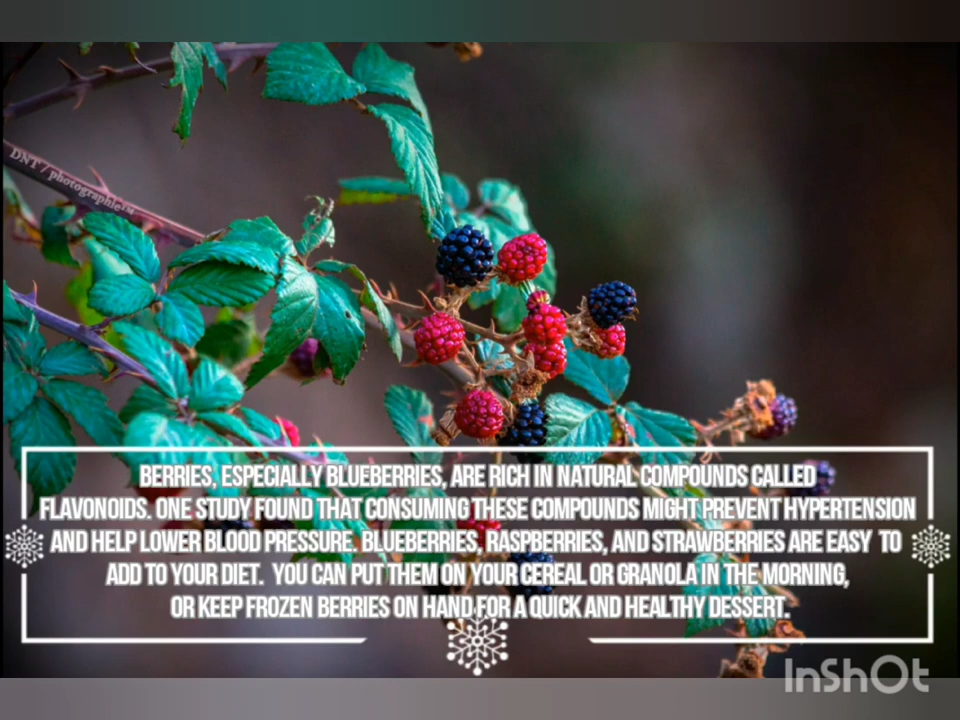 DNT / photographie™
BERRIES, ESPECIALLY BLUEBERRIES, ARE RICH IN NATURAL COMPOUNDS CALLED
FLAVONOIDS. ONE STUDY FOUND THAT CONSUMING THESE COMPOUNDS MIGHT PREVENT HYPERTENSION
AND HELP LOWER BLOOD PRESSURE. BLUEBERRIES, RASPBERRIES, AND STRAWBERRIES ARE EASY TO
ADD TO YOUR DIET. YOU CAN PUT THEM ON YOUR CEREAL OR GRANOLA IN THE MORNING,
OR KEEP FROZEN BERRIES ON HAND FOR A QUICK AND HEALTHY DESSERT.
InShOt